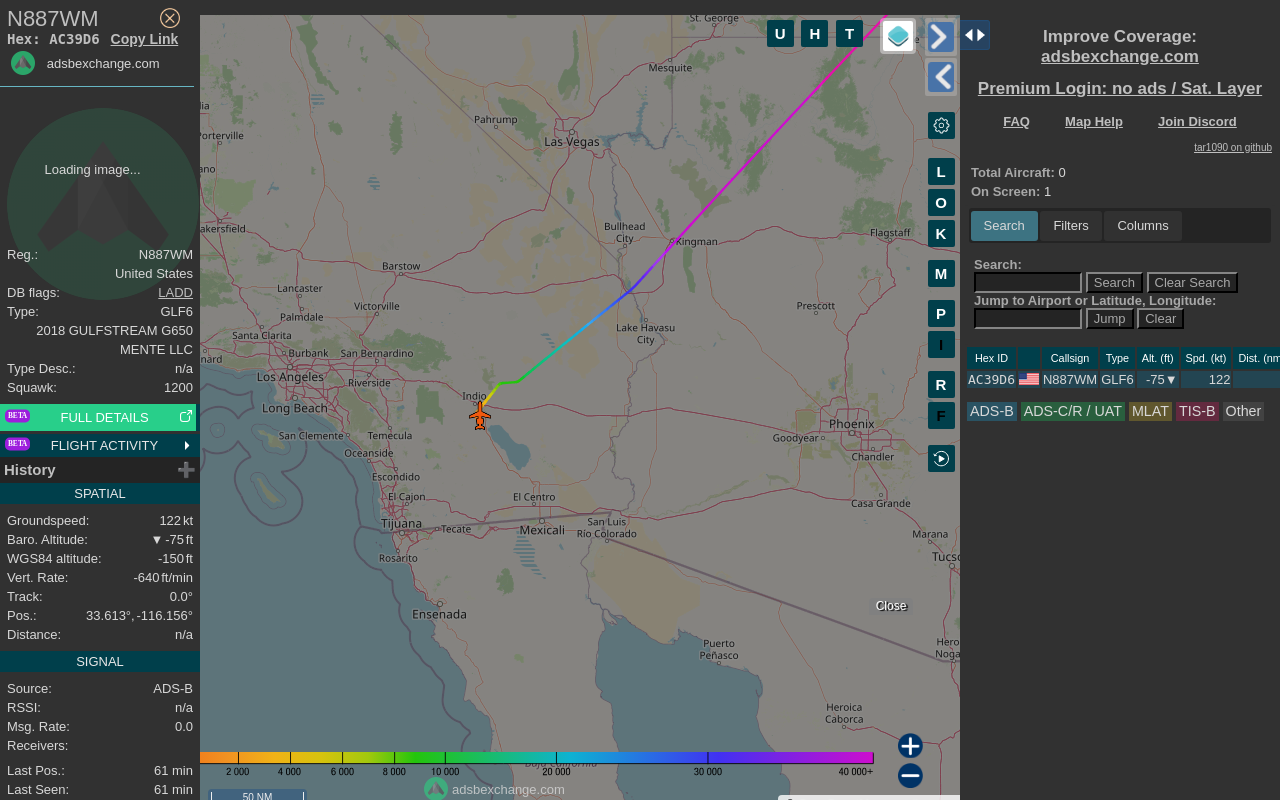 N887WM
Hex: AC39D6 Copy Link
adsbexchange.com
Loading image...
Reg.: N887WM
United States
DB flags: LADD
Type: GLF6
2018 GULFSTREAM G650
MENTE LLC
Type Desc.: n/a
Squawk: 1200
BETA FULL DETAILS
BETA FLIGHT ACTIVITY
History
SPATIAL
Groundspeed: 122 kt
Baro. Altitude: ▼ -75 ft
WGS84 altitude: -150 ft
Vert. Rate: -640 ft/min
Track: 0.0°
Pos.: 33.613°, -116.156°
Distance: n/a
SIGNAL
Source: ADS-B
RSSI: n/a
Msg. Rate: 0.0
Receivers:
Last Pos.: 61 min
Last Seen: 61 min
St. George
U H T
Mesquite
Pahrump
Las Vegas
Porterville
akersfield
Bullhead
City
Kingman
Flagstaff
Barstow
Lancaster
Victorville
Palmdale
Prescott
Santa Clarita
Lake Havasu
City
Burbank
San Bernardino
nard
Los Angeles
Riverside
Indio
Long Beach
San Clemente
Temecula
Phoenix
Goodyear
Oceanside
Chandler
Escondido
El Cajon
El Centro
Casa Grande
Tijuana
Tecate
Mexicali
San Luis
Río Colorado
Marana
Rosarito
Tucso
Ensenada
Close
Puerto
Peñasco
Hero
Noga
Heroica
Caborca
L
O
K
M
P
I
R
F
2 000 4 000 6 000 8 000 10 000 20 000 30 000 40 000+
Baja California
adsbexchange.com
50 NM
Improve Coverage:
adsbexchange.com
Premium Login: no ads / Sat. Layer
FAQ Map Help Join Discord
tar1090 on github
Total Aircraft: 0
On Screen: 1
Search Filters Columns
Search:
Search Clear Search
Jump to Airport or Latitude, Longitude:
Jump Clear
Hex ID Callsign Type Alt. (ft) Spd. (kt) Dist. (nm
AC39D6 N887WM GLF6 -75▼ 122
ADS-B ADS-C/R / UAT MLAT TIS-B Other